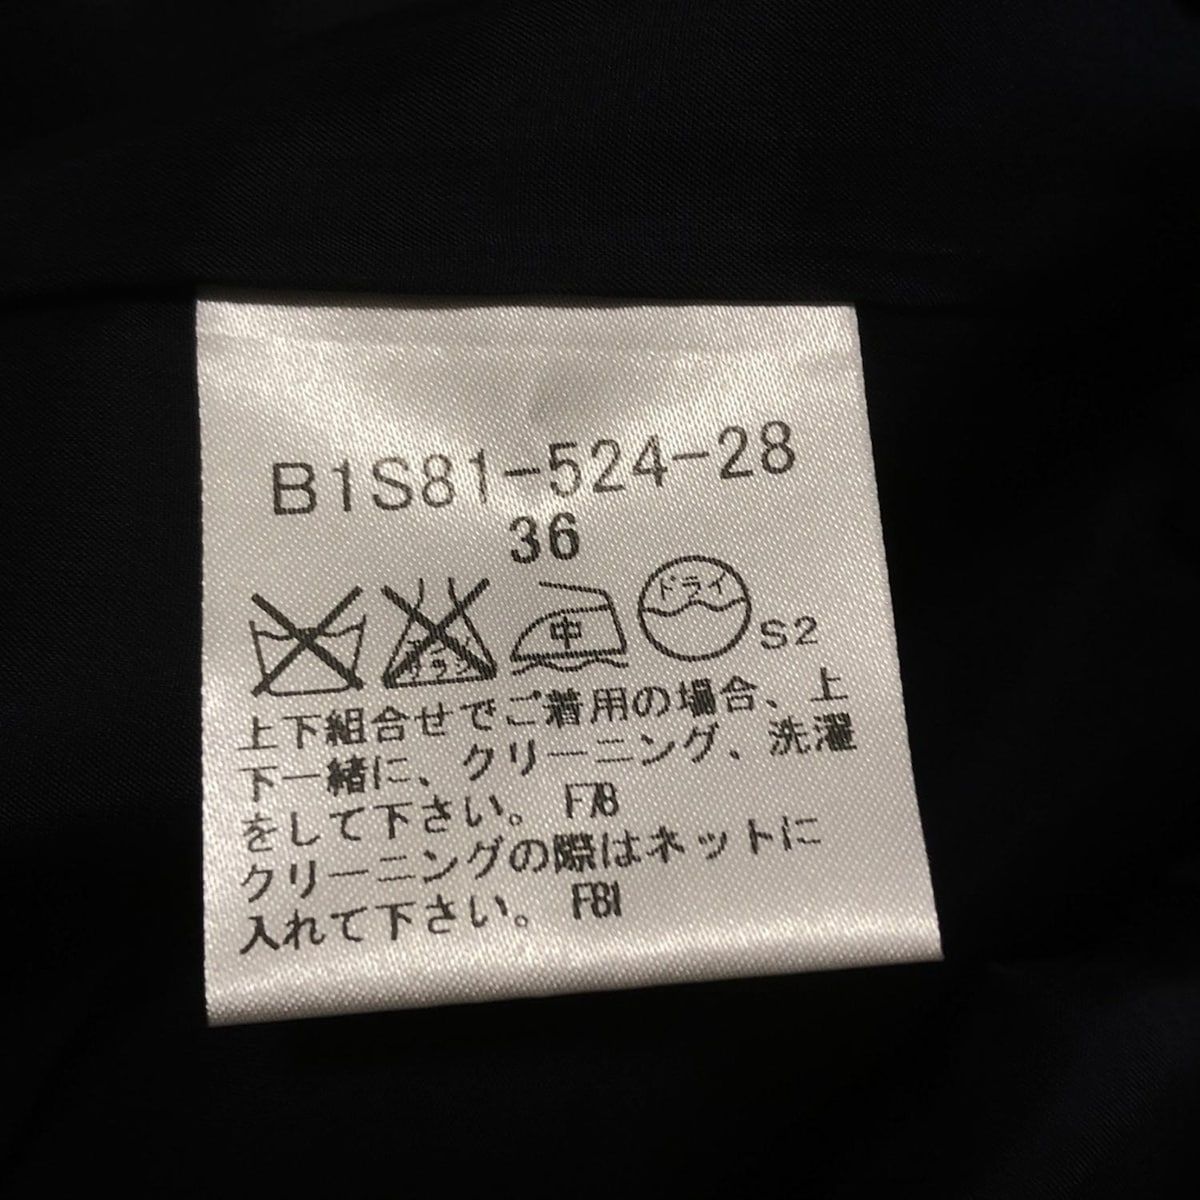 B1S81-524-28
36
中
ドライ
S2
上下組合せでご着用の場合、上
下一緒に、クリーニング、洗濯
をして下さい。 F78
クリーニングの際はネットに
入れて下さい。 F81